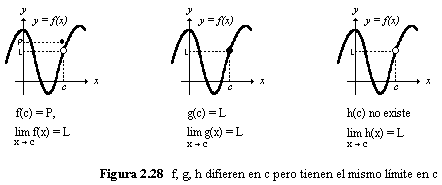 y
y = f(x)
P
L
c
x
f(c) = P,
lim f(x) = L
x → c
y
y = f(x)
L
c
x
g(c) = L
lim g(x) = L
x → c
y
y = f(x)
L
c
x
h(c) no existe
lim h(x) = L
x → c
Figura 2.28 f, g, h difieren en c pero tienen el mismo límite en c